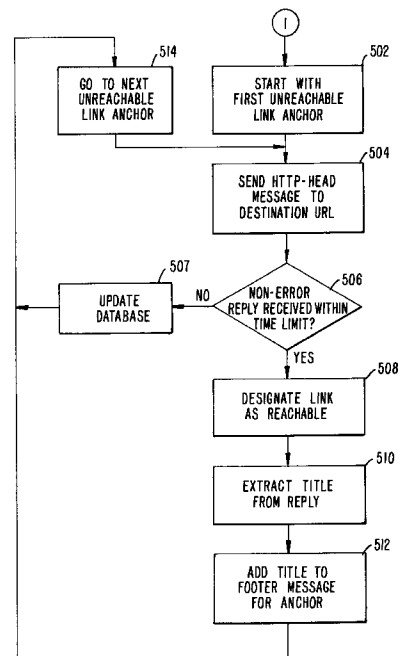 1
514
502
GO TO NEXT
UNREACHABLE
LINK ANCHOR
START WITH
FIRST UNREACHABLE
LINK ANCHOR
504
SEND HTTP-HEAD
MESSAGE TO
DESTINATION URL
507
506
UPDATE
DATABASE
NO
NON-ERROR
REPLY RECEIVED WITHIN
TIME LIMIT?
YES
508
DESIGNATE LINK
AS REACHABLE
510
EXTRACT TITLE
FROM REPLY
512
ADD TITLE TO
FOOTER MESSAGE
FOR ANCHOR